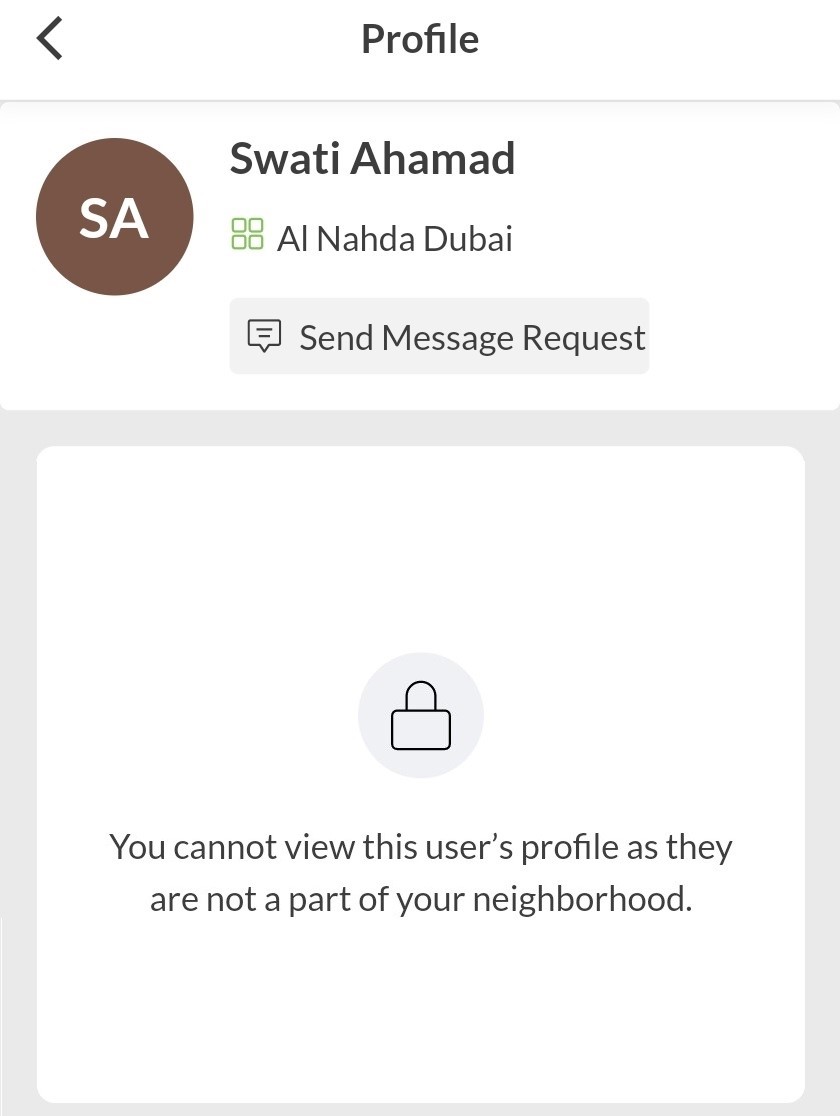 Profile
SA
Swati Ahamad
Al Nahda Dubai
Send Message Request
You cannot view this user’s profile as they
are not a part of your neighborhood.